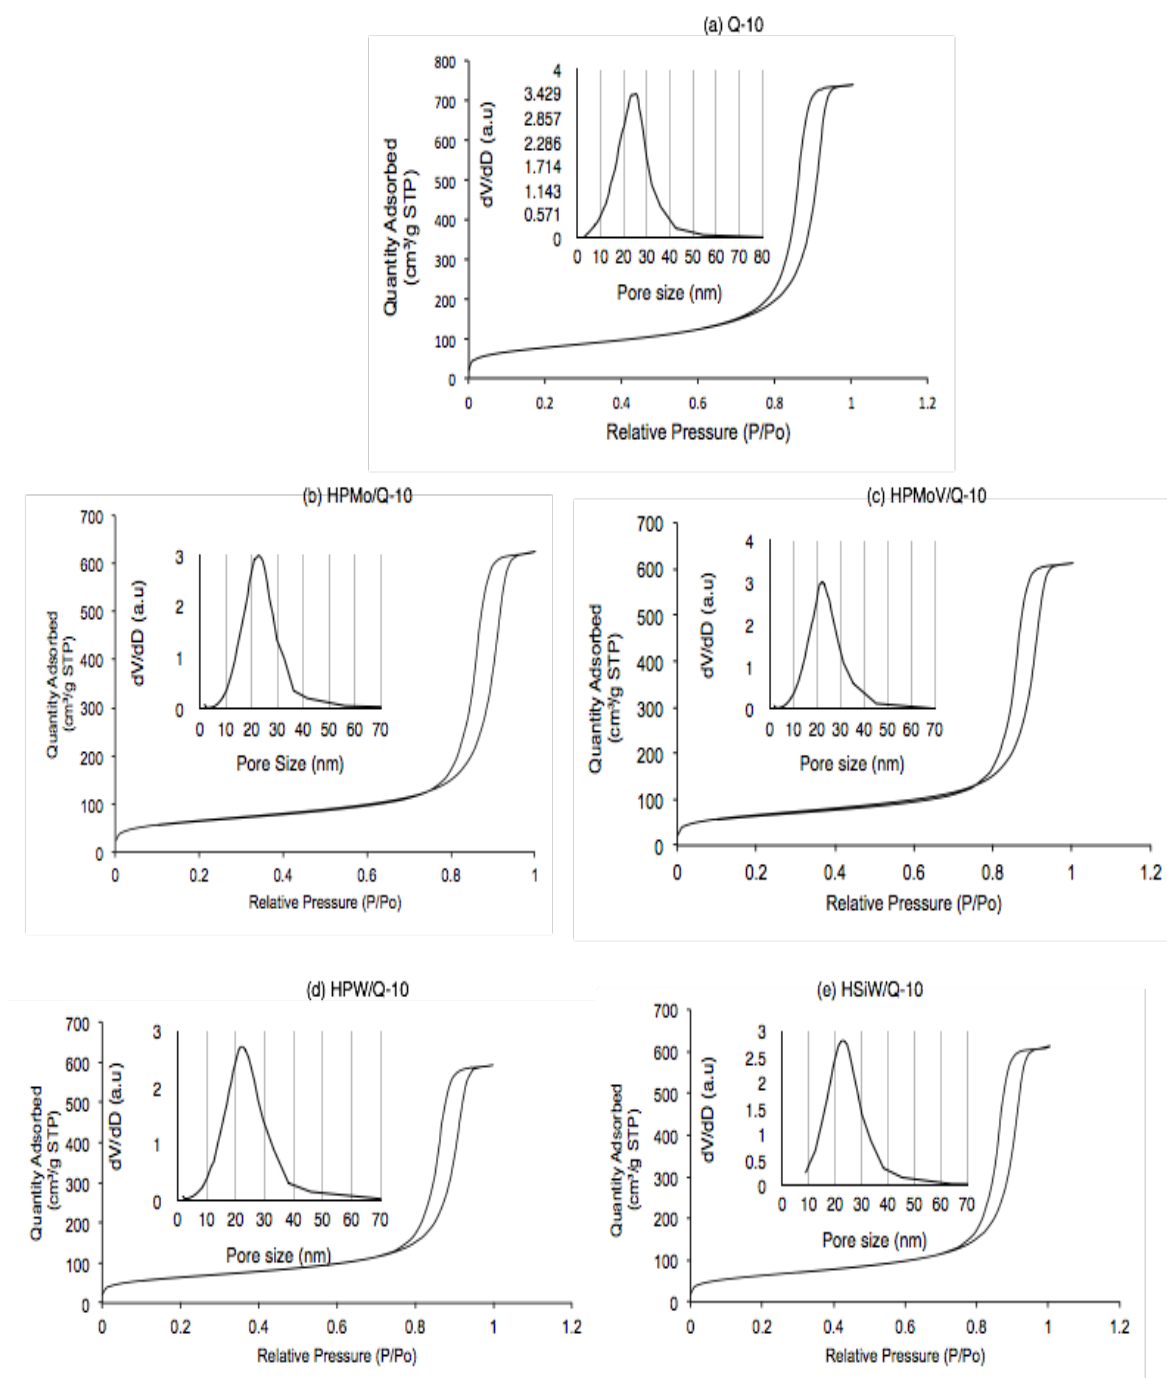 (a) Q-10
800
700
600
500
400
300
200
100
0
Quantity Adsorbed
(cm³/g STP)
dV/dD (a.u)
4
3.429
2.857
2.286
1.714
1.143
0.571
0
0 10 20 30 40 50 60 70 80
Pore size (nm)
0 0.2 0.4 0.6 0.8 1 1.2
Relative Pressure (P/Po)
(b) HPMo/Q-10
700
600
500
400
300
200
100
0
Quantity Adsorbed
(cm³/g STP)
dV/dD (a.u)
3
2
1
0
0 10 20 30 40 50 60 70
Pore Size (nm)
0 0.2 0.4 0.6 0.8 1
Relative Pressure (P/Po)
(c) HPMoV/Q-10
700
600
500
400
300
200
100
0
Quantity Adsorbed
(cm³/g STP)
dV/dD (a.u)
4
3
2
1
0
0 10 20 30 40 50 60 70
Pore size (nm)
0 0.2 0.4 0.6 0.8 1 1.2
Relative Pressure (P/Po)
(d) HPW/Q-10
700
600
500
400
300
200
100
0
Quantity Adsorbed
(cm³/g STP)
dV/dD (a.u)
3
2
1
0
0 10 20 30 40 50 60 70
Pore size (nm)
0 0.2 0.4 0.6 0.8 1 1.2
Relative Pressure (P/Po)
(e) HSiW/Q-10
700
600
500
400
300
200
100
0
Quantity Adsorbed
(cm³/g STP)
dV/dD (a.u)
3
2.5
2
1.5
1
0.5
0
0 10 20 30 40 50 60 70
Pore size (nm)
0 0.2 0.4 0.6 0.8 1 1.2
Relative Pressure (P/Po)